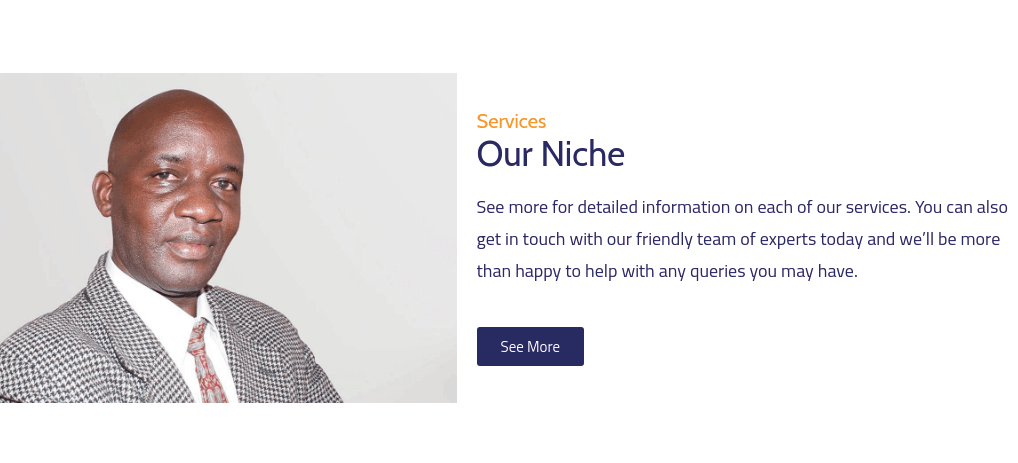 Services
Our Niche
See more for detailed information on each of our services. You can also
get in touch with our friendly team of experts today and we’ll be more
than happy to help with any queries you may have.
See More